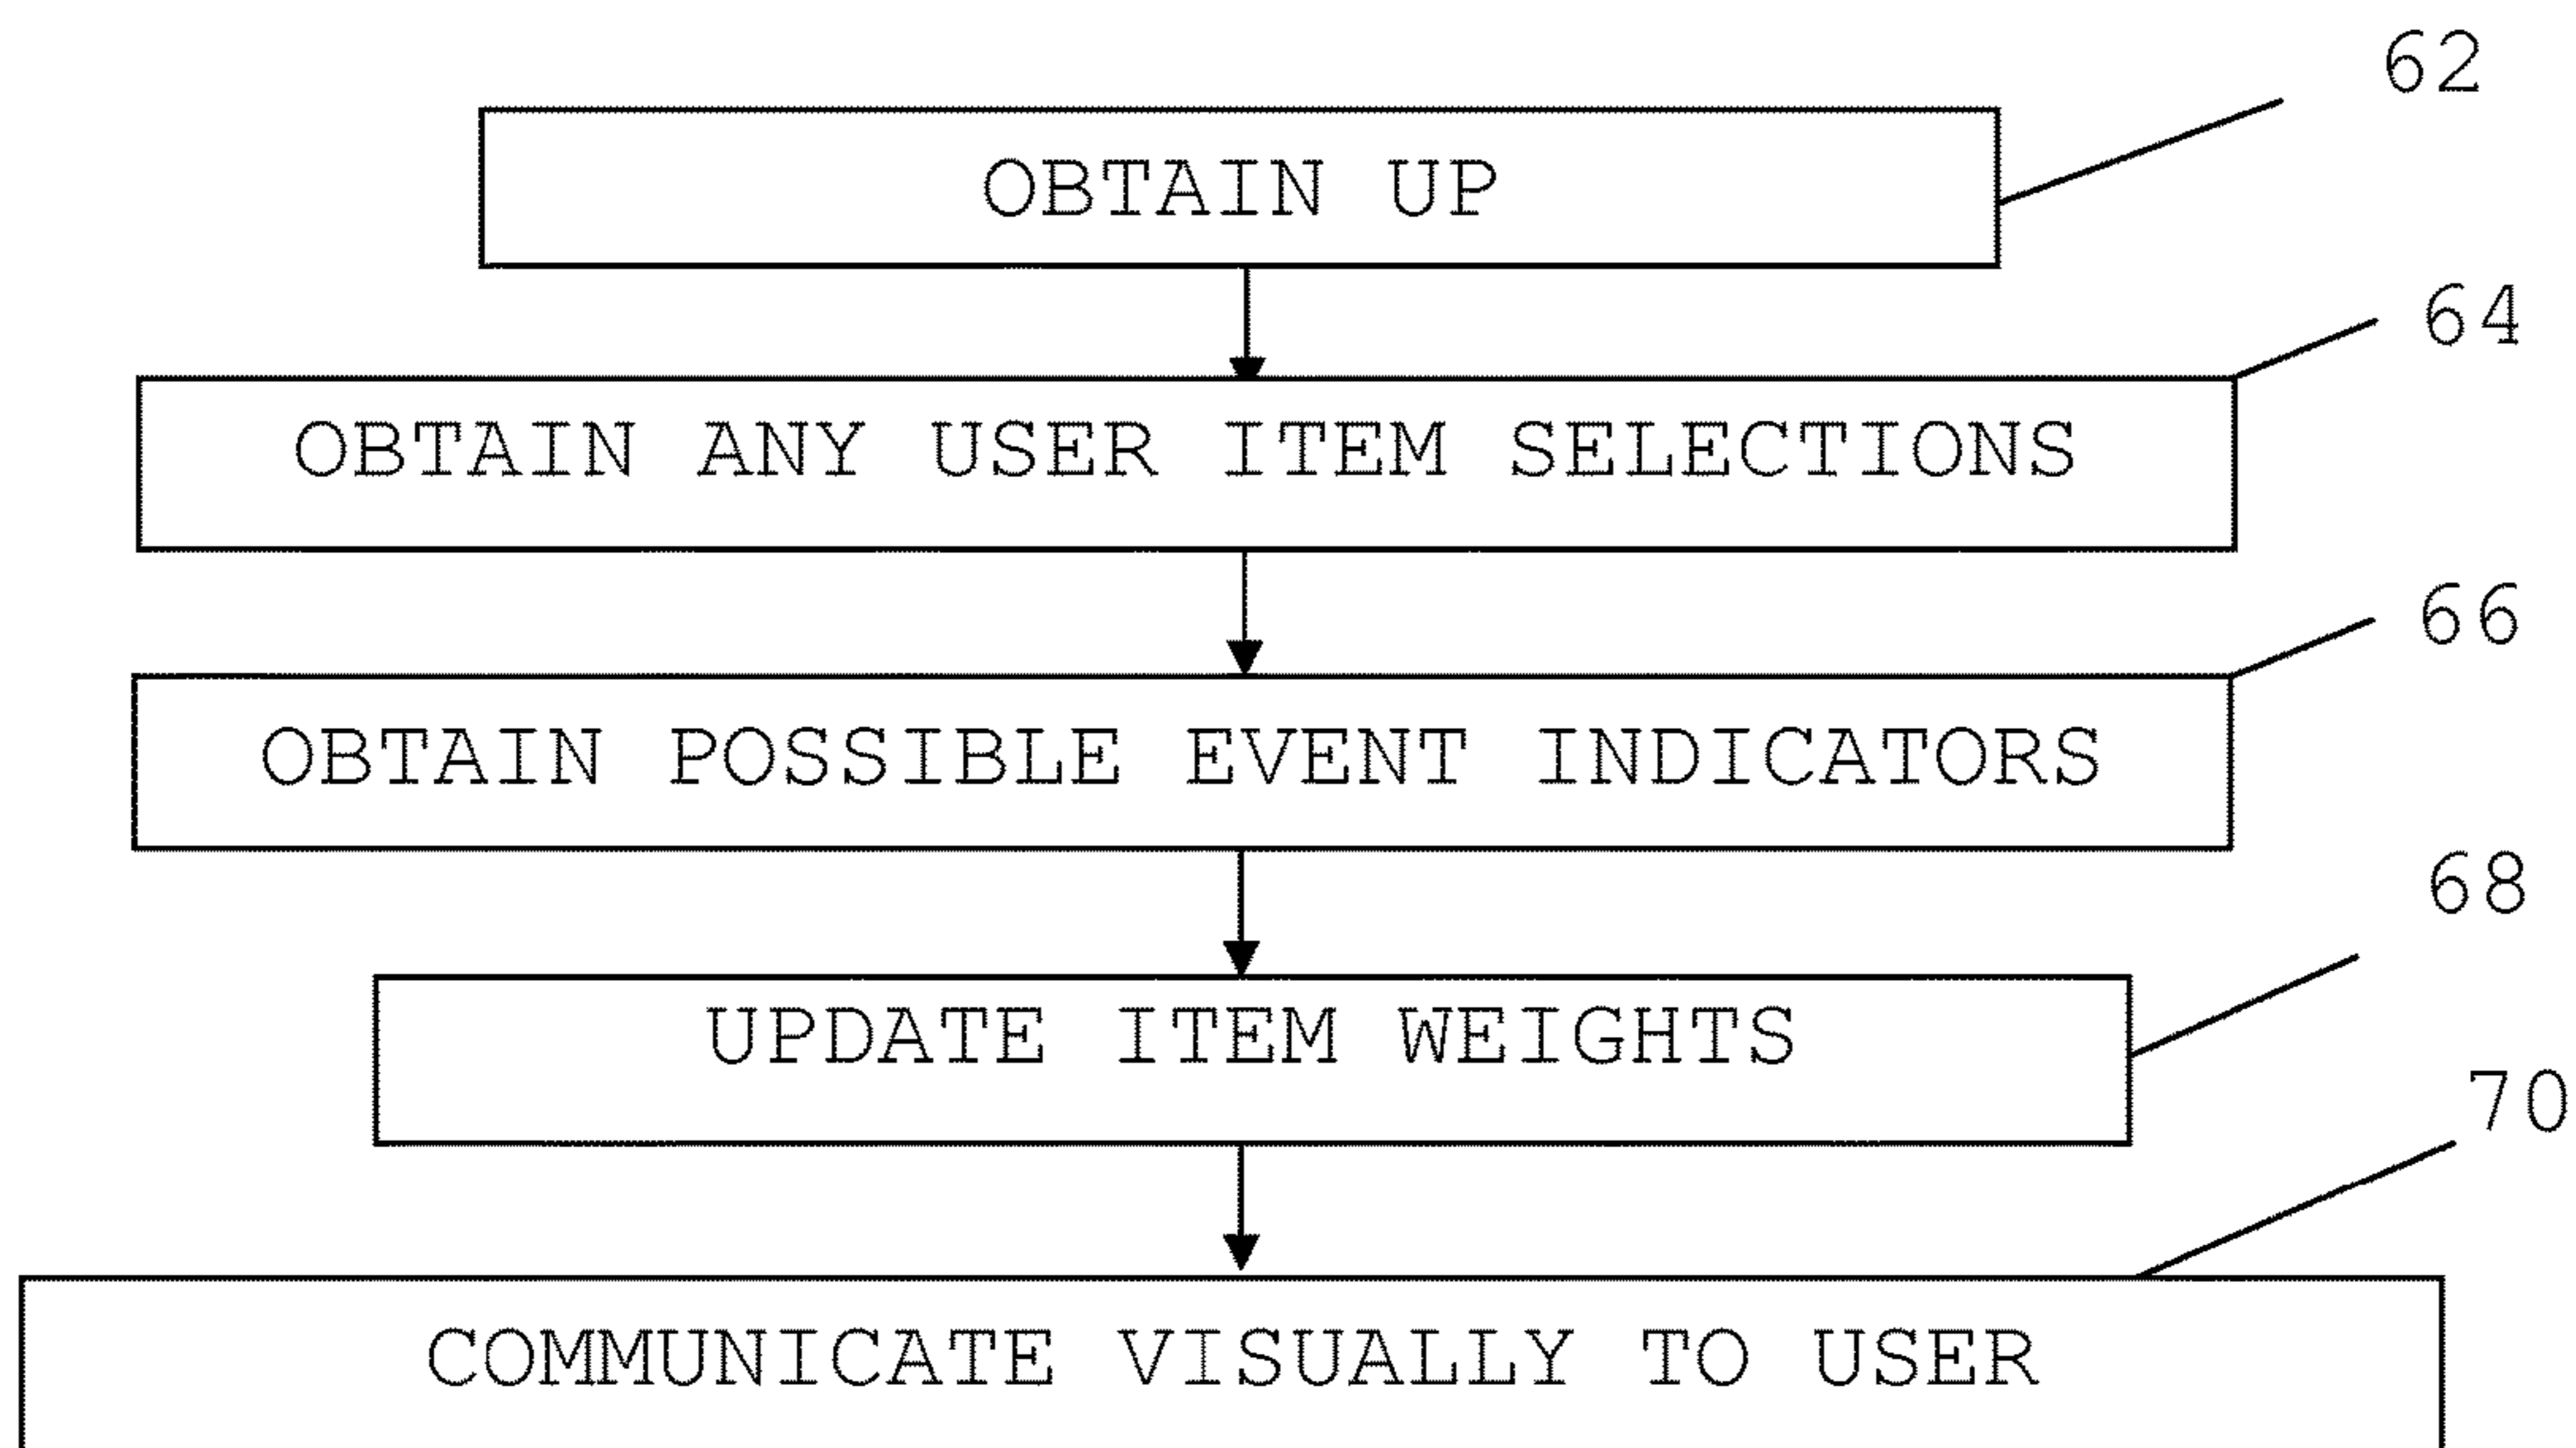 62
OBTAIN UP
64
OBTAIN ANY USER ITEM SELECTIONS
66
OBTAIN POSSIBLE EVENT INDICATORS
68
UPDATE ITEM WEIGHTS
70
COMMUNICATE VISUALLY TO USER